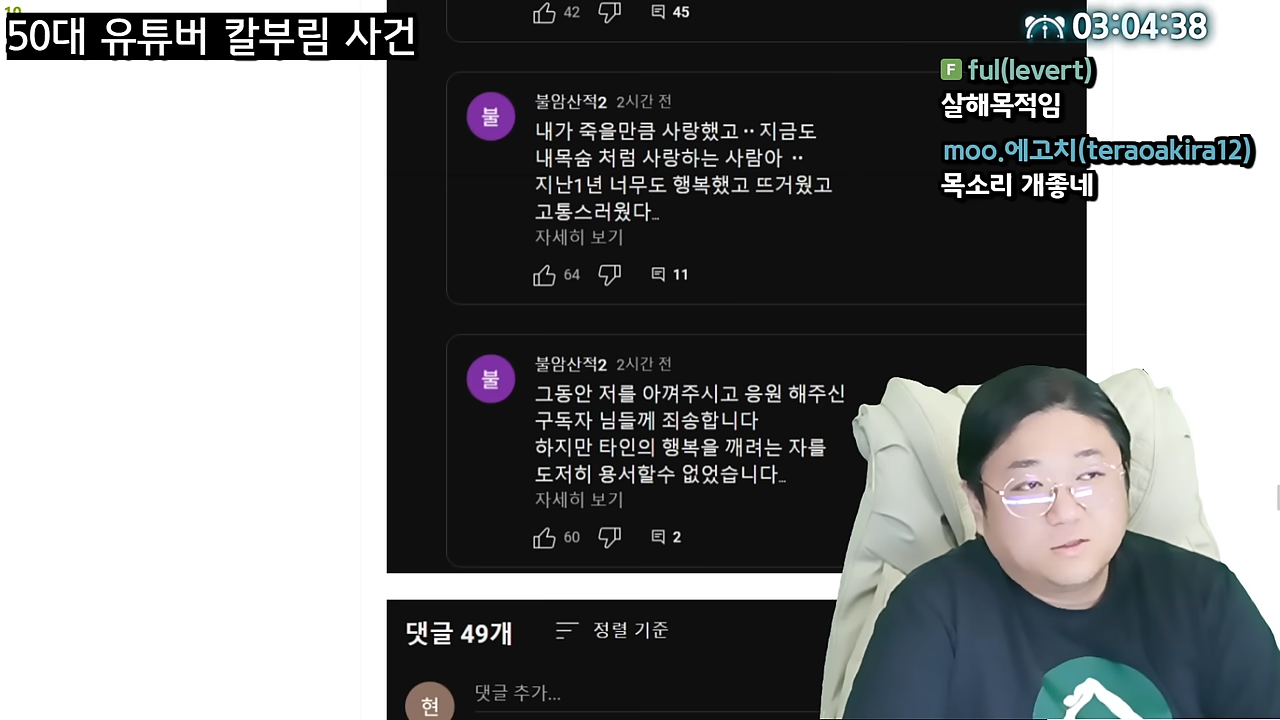 10
50대 유튜버 칼부림 사건
42 45
03:04:38
F ful(levert)
살해목적임
moo.에고치(teraoakira12)
목소리 개좋네
불
불암산적2 2시간 전
내가 죽을만큼 사랑했고··지금도
내목숨 처럼 사랑하는 사람아 ··
지난1년 너무도 행복했고 뜨거웠고
고통스러웠다...
자세히 보기
64 11
불
불암산적2 2시간 전
그동안 저를 아껴주시고 응원 해주신
구독자 님들께 죄송합니다
하지만 타인의 행복을 깨려는 자를
도저히 용서할수 없었습니다...
자세히 보기
60 2
댓글 49개 정렬 기준
현 댓글 추가...